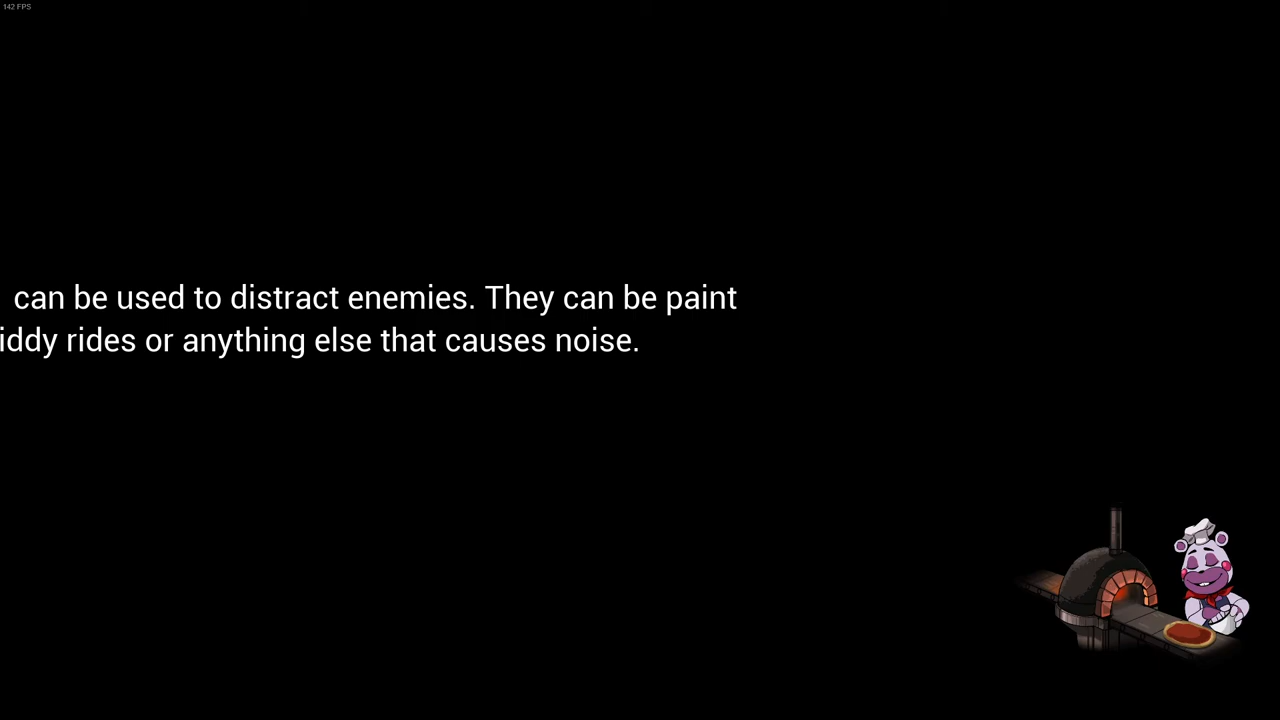 142 FPS
can be used to distract enemies. They can be paint
iddy rides or anything else that causes noise.